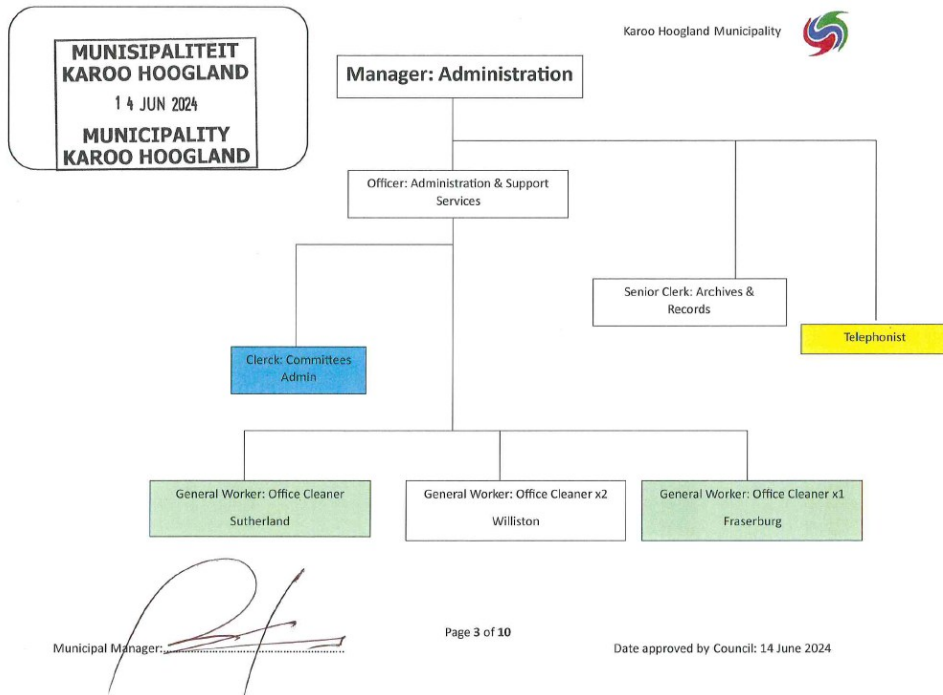 MUNISIPALITEIT
KAROO HOOGLAND
14 JUN 2024
MUNICIPALITY
KAROO HOOGLAND
Karoo Hoogland Municipality
Manager: Administration
Officer: Administration & Support
Services
Senior Clerk: Archives &
Records
Telephonist
Clerck: Committees
Admin
General Worker: Office Cleaner
Sutherland
General Worker: Office Cleaner x2
Williston
General Worker: Office Cleaner x1
Fraserburg
Municipal Manager:
Page 3 of 10
Date approved by Council: 14 June 2024